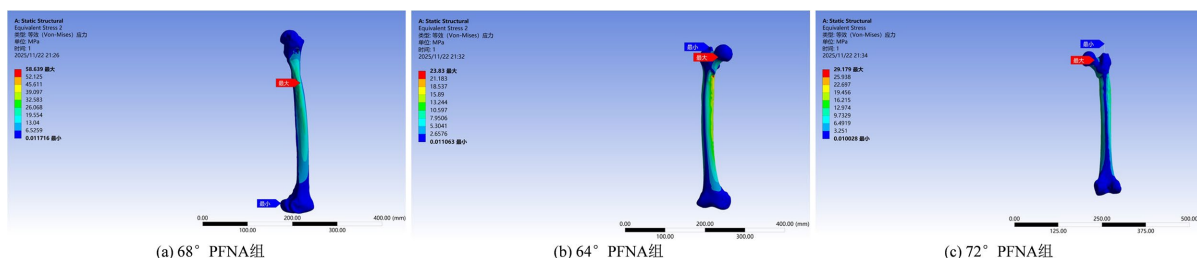 A: Static Structural
Equivalent Stress 2
类型: 等效 (Von-Mises) 应力
单位: MPa
时间: 1
2025/11/22 21:26
58.639 最大
52.125
45.611
39.097
32.583
26.068
19.554
13.04
6.5259
0.011716 最小
最大
最小
0.00
200.00
400.00 (mm)
100.00
300.00
(a) 68° PFNA组
A: Static Structural
Equivalent Stress 2
类型: 等效 (Von-Mises) 应力
单位: MPa
时间: 1
2025/11/22 21:32
23.83 最大
21.183
18.537
15.89
13.244
10.597
7.9506
5.3041
2.6576
0.011063 最小
最小
最大
0.00
200.00
400.00 (mm)
100.00
300.00
(b) 64° PFNA组
A: Static Structural
Equivalent Stress 2
类型: 等效 (Von-Mises) 应力
单位: MPa
时间: 1
2025/11/22 21:34
29.179 最大
25.938
22.697
19.456
16.215
12.974
9.7329
6.4919
3.251
0.010028 最小
最小
最大
0.00
250.00
500.00
125.00
375.00
(c) 72° PFNA组